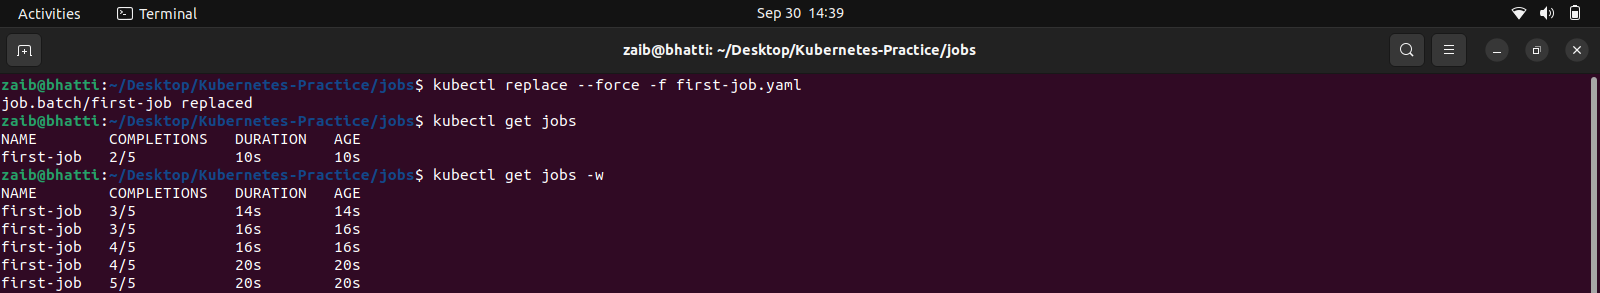 Activities Terminal Sep 30 14:39
zaib@bhatti: ~/Desktop/Kubernetes-Practice/jobs
zaib@bhatti:~/Desktop/Kubernetes-Practice/jobs$ kubectl replace --force -f first-job.yaml
job.batch/first-job replaced
zaib@bhatti:~/Desktop/Kubernetes-Practice/jobs$ kubectl get jobs
NAME COMPLETIONS DURATION AGE
first-job 2/5 10s 10s
zaib@bhatti:~/Desktop/Kubernetes-Practice/jobs$ kubectl get jobs -w
NAME COMPLETIONS DURATION AGE
first-job 3/5 14s 14s
first-job 3/5 16s 16s
first-job 4/5 16s 16s
first-job 4/5 20s 20s
first-job 5/5 20s 20s